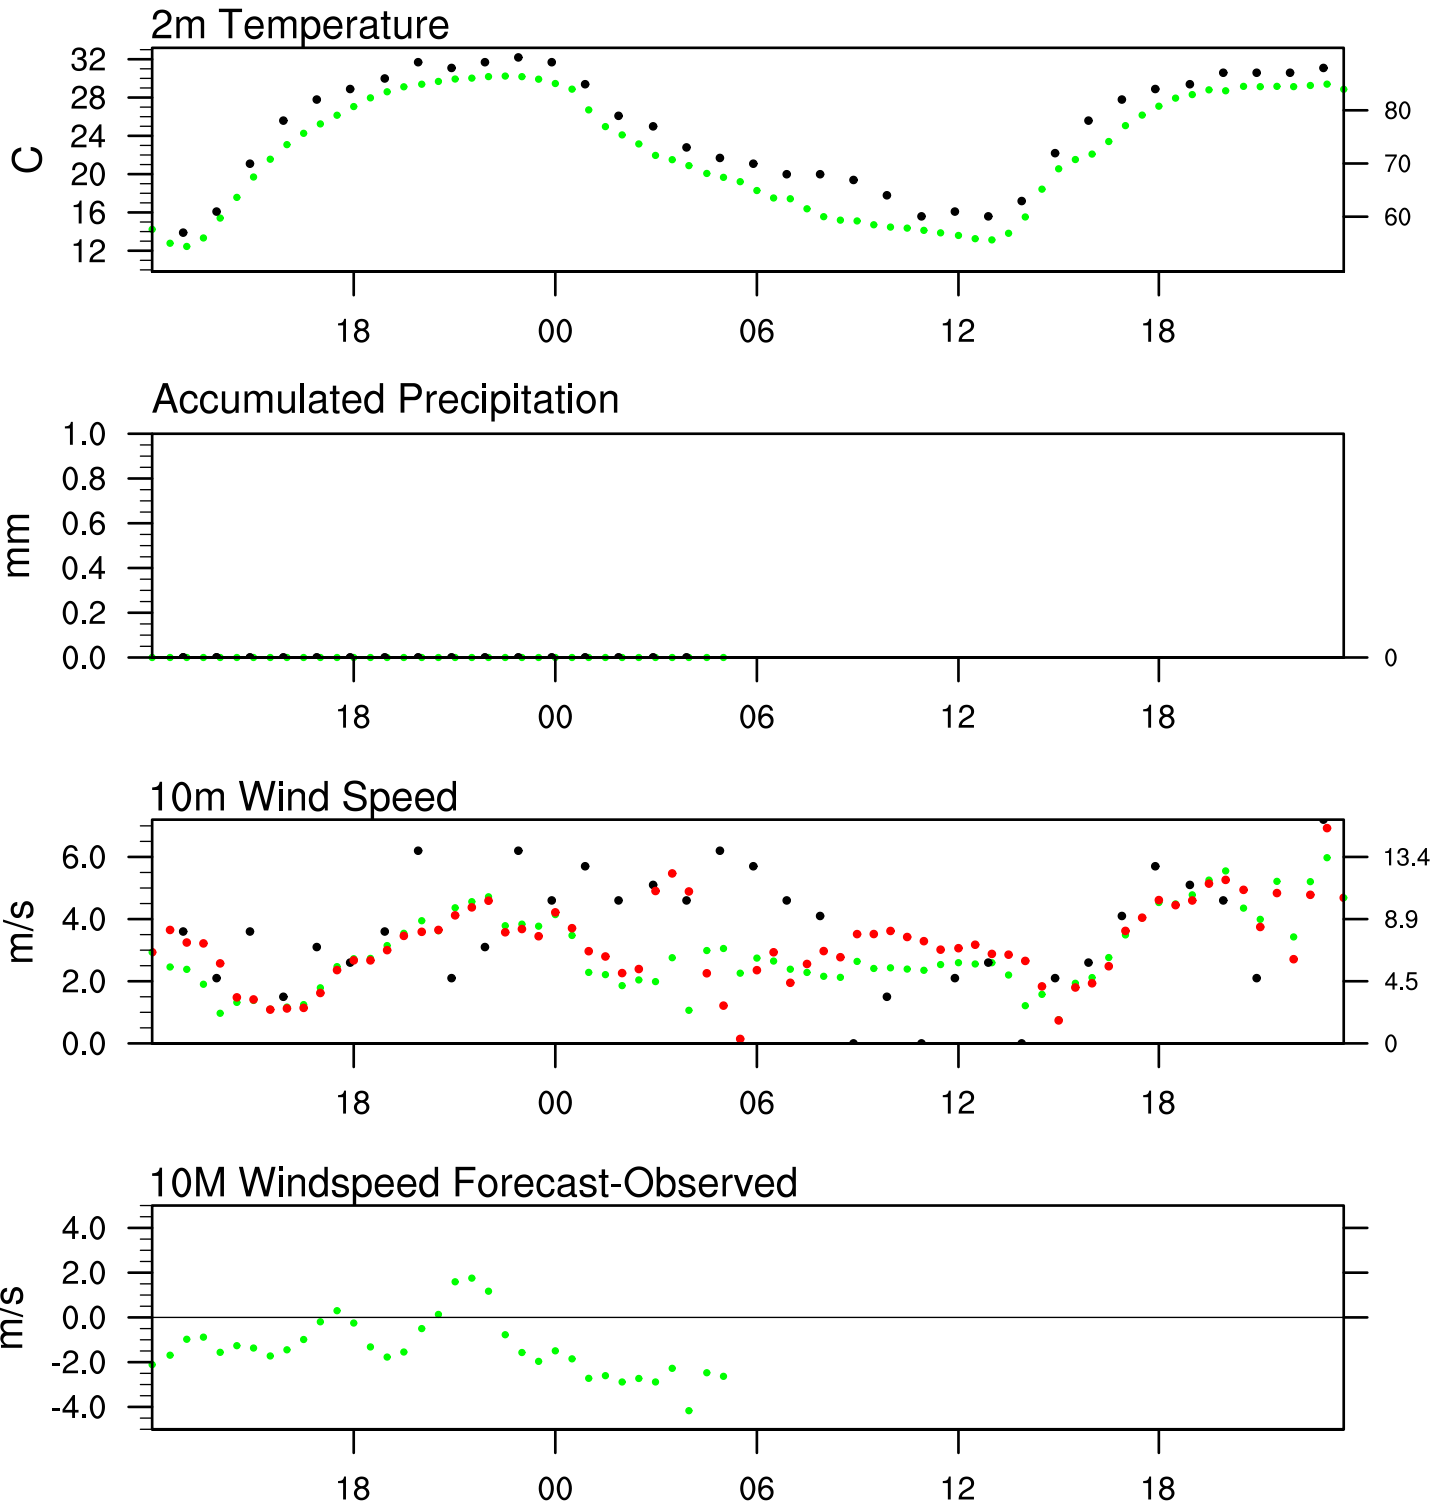 2m Temperature
32
28
24
20
16
12
C
80
70
60
18 00 06 12 18
Accumulated Precipitation
1.0
0.8
0.6
0.4
0.2
0.0
mm
0
18 00 06 12 18
10m Wind Speed
6.0
4.0
2.0
0.0
m/s
13.4
8.9
4.5
0
18 00 06 12 18
10M Windspeed Forecast-Observed
4.0
2.0
0.0
-2.0
-4.0
m/s
18 00 06 12 18